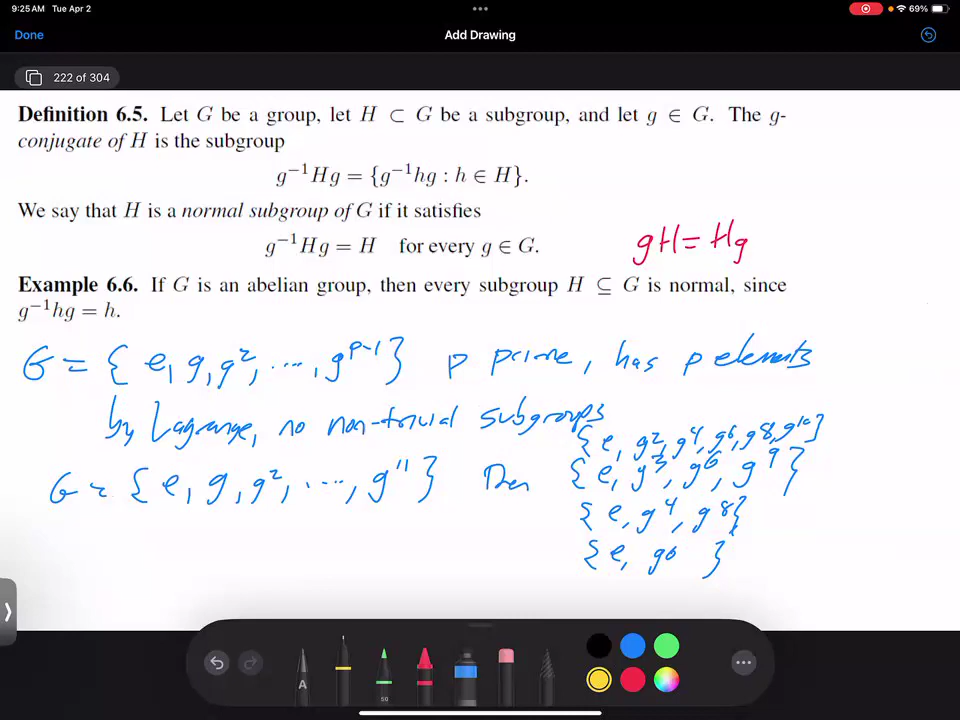 9:25 AM Tue Apr 2
69%
Done
Add Drawing
222 of 304
Definition 6.5. Let G be a group, let H ⊂ G be a subgroup, and let g ∈ G. The g-
conjugate of H is the subgroup
g⁻¹Hg = {g⁻¹hg : h ∈ H}.
We say that H is a normal subgroup of G if it satisfies
g⁻¹Hg = H for every g ∈ G.
gH = Hg
Example 6.6. If G is an abelian group, then every subgroup H ⊆ G is normal, since
g⁻¹hg = h.
G = { e, g, g², ..., g^(p-1) } p prime, has p elements
by Lagrange, no non-trivial subgroups
{ e, g², g⁴, g⁶, g⁸, g¹⁰ }
G = { e, g, g², ...., g¹¹ } Then { e, g³, g⁶, g⁹ }
{ e, g⁴, g⁸ }
{ e, g⁶ }
A
50